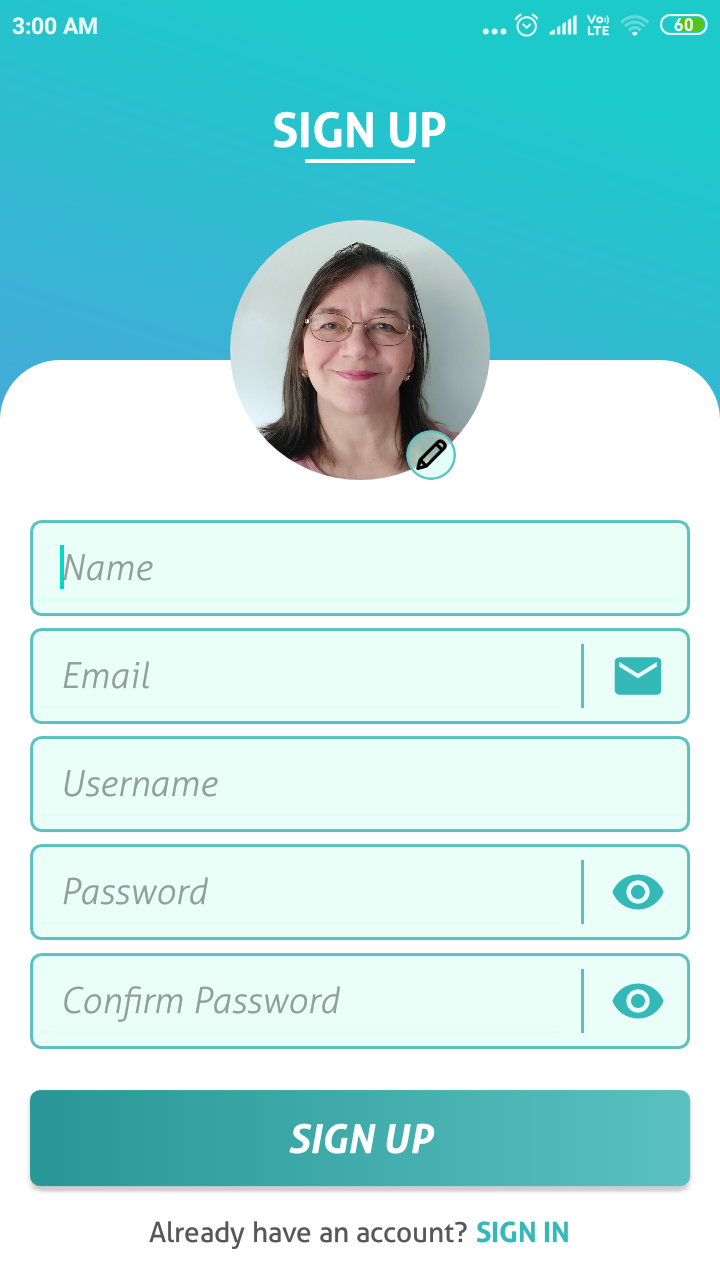 3:00 AM
Vo)) LTE
60
SIGN UP
Name
Email
Username
Password
Confirm Password
SIGN UP
Already have an account? SIGN IN